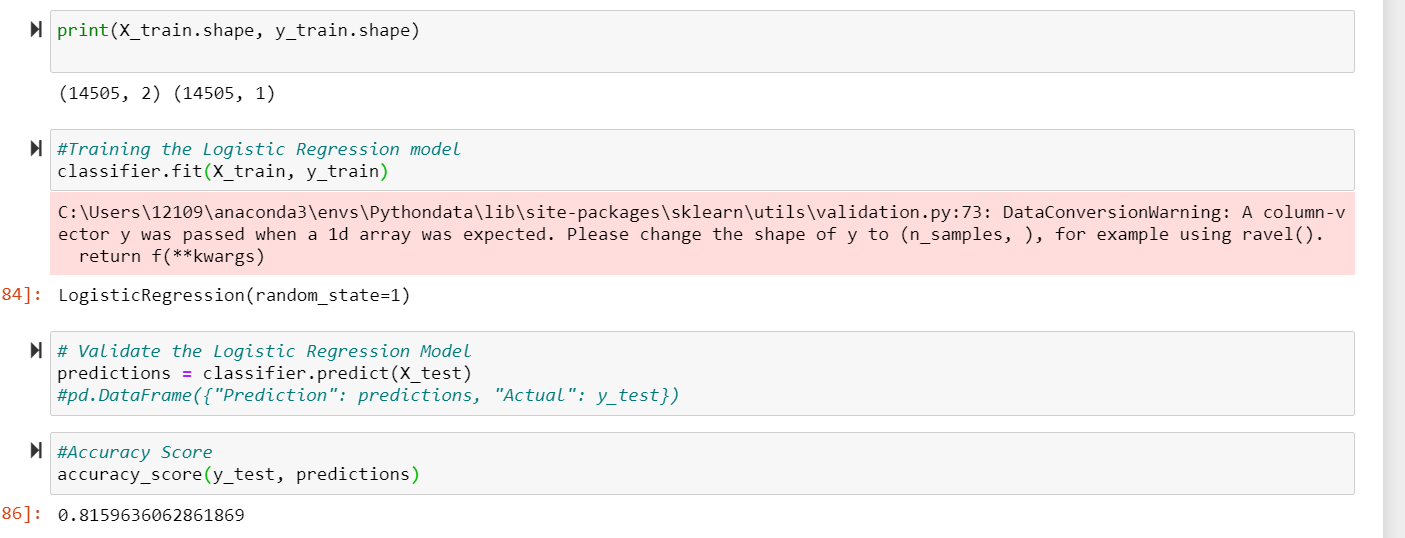 print(X_train.shape, y_train.shape)
(14505, 2) (14505, 1)
#Training the Logistic Regression model
classifier.fit(X_train, y_train)
C:\Users\12109\anaconda3\envs\Pythondata\lib\site-packages\sklearn\utils\validation.py:73: DataConversionWarning: A column-v
ector y was passed when a 1d array was expected. Please change the shape of y to (n_samples, ), for example using ravel().
  return f(**kwargs)
84]: LogisticRegression(random_state=1)
# Validate the Logistic Regression Model
predictions = classifier.predict(X_test)
#pd.DataFrame({"Prediction": predictions, "Actual": y_test})
#Accuracy Score
accuracy_score(y_test, predictions)
86]: 0.8159636062861869